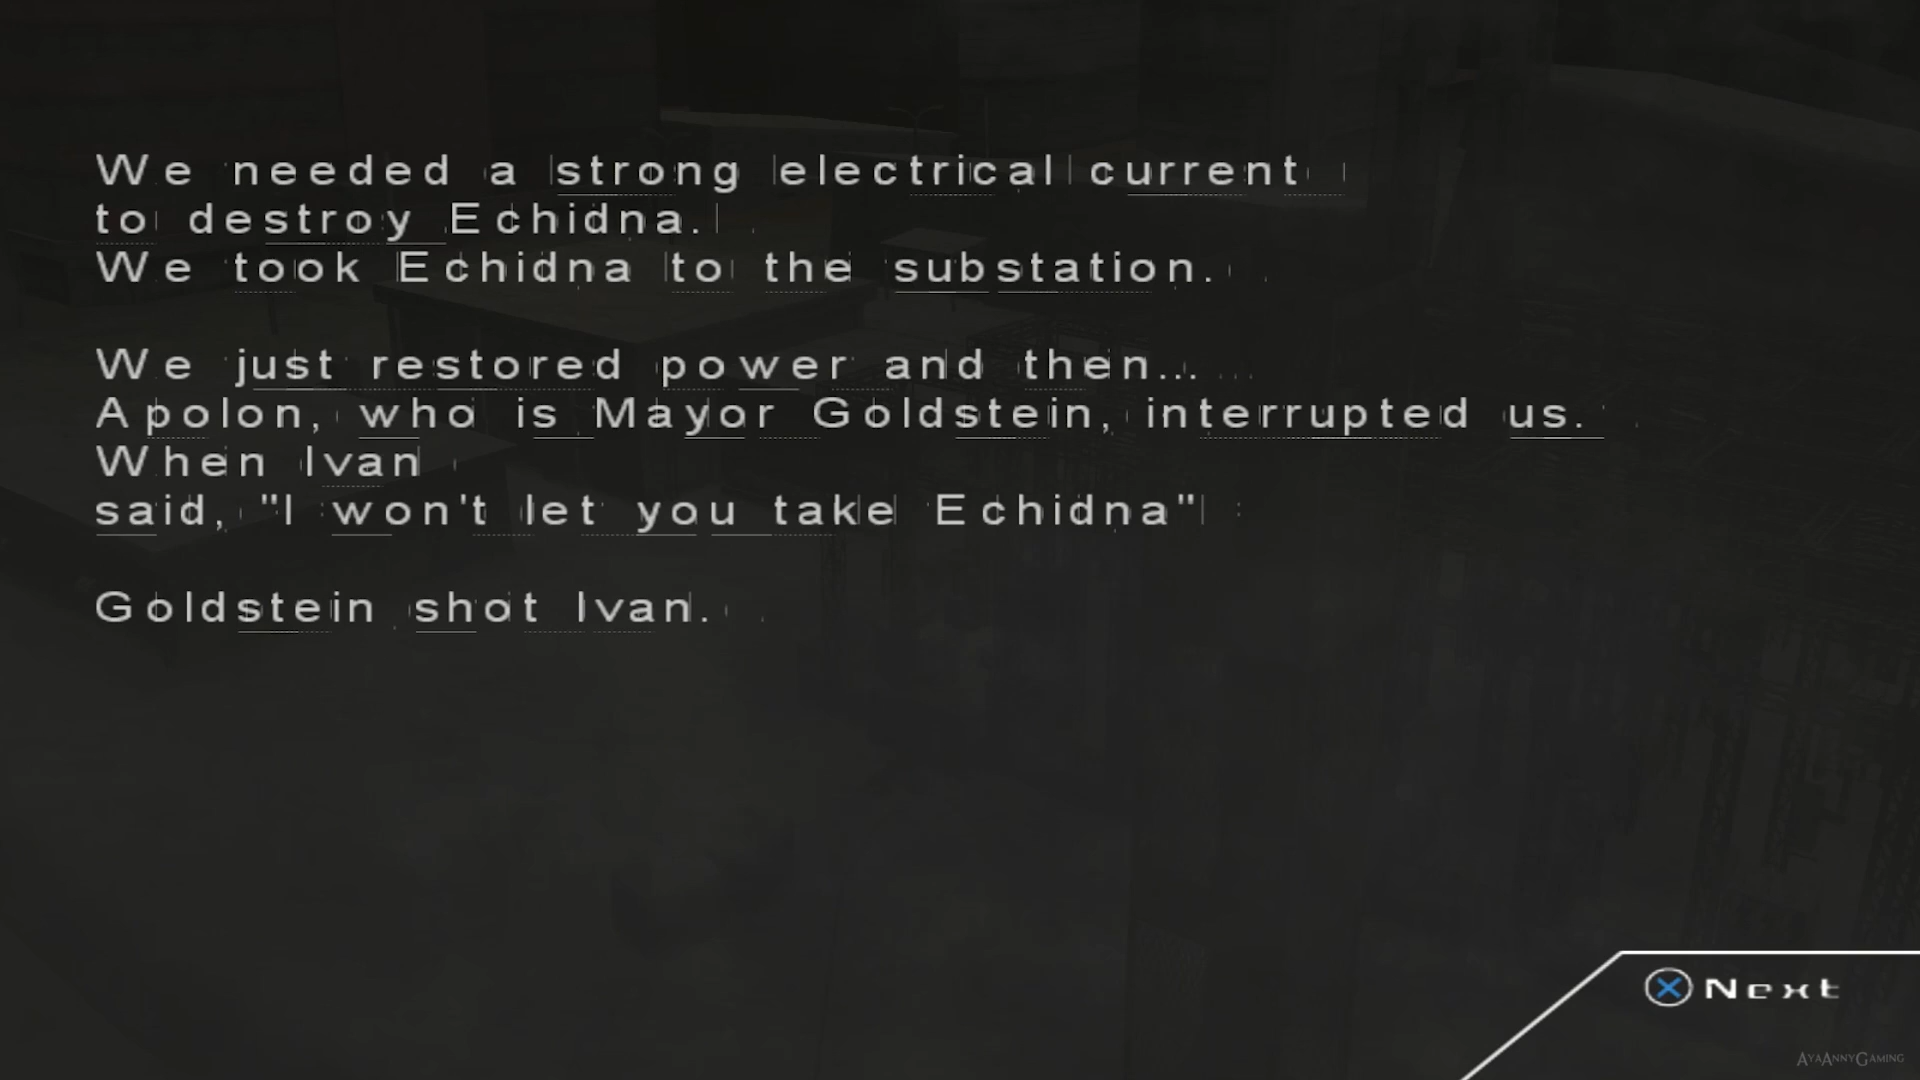 We needed a strong electrical current
to destroy Echidna.
We took Echidna to the substation.
We just restored power and then...
Apolon, who is Mayor Goldstein, interrupted us.
When Ivan
said, "I won't let you take Echidna"
Goldstein shot Ivan.
Next
AyaAnnyGaming